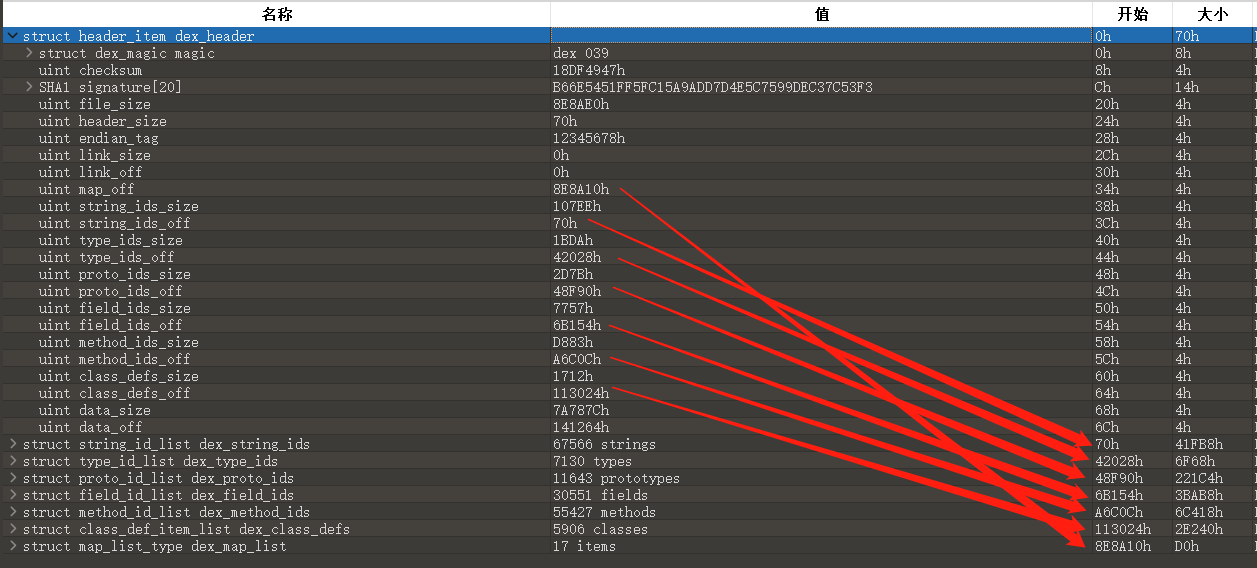 名称 值 开始 大小
struct header_item dex_header 0h 70h
struct dex_magic magic dex 039 0h 8h
uint checksum 18DF4947h 8h 4h
SHA1 signature[20] B66E5451FF5FC15A9ADD7D4E5C7599DEC37C53F3 Ch 14h
uint file_size 8E8AE0h 20h 4h
uint header_size 70h 24h 4h
uint endian_tag 12345678h 28h 4h
uint link_size 0h 2Ch 4h
uint link_off 0h 30h 4h
uint map_off 8E8A10h 34h 4h
uint string_ids_size 107EEh 38h 4h
uint string_ids_off 70h 3Ch 4h
uint type_ids_size 1BDAh 40h 4h
uint type_ids_off 42028h 44h 4h
uint proto_ids_size 2D7Bh 48h 4h
uint proto_ids_off 48F90h 4Ch 4h
uint field_ids_size 7757h 50h 4h
uint field_ids_off 6B154h 54h 4h
uint method_ids_size D883h 58h 4h
uint method_ids_off A6C0Ch 5Ch 4h
uint class_defs_size 1712h 60h 4h
uint class_defs_off 113024h 64h 4h
uint data_size 7A787Ch 68h 4h
uint data_off 141264h 6Ch 4h
struct string_id_list dex_string_ids 67566 strings 70h 41FB8h
struct type_id_list dex_type_ids 7130 types 42028h 6F68h
struct proto_id_list dex_proto_ids 11643 prototypes 48F90h 221C4h
struct field_id_list dex_field_ids 30551 fields 6B154h 3BAB8h
struct method_id_list dex_method_ids 55427 methods A6C0Ch 6C418h
struct class_def_item_list dex_class_defs 5906 classes 113024h 2E240h
struct map_list_type dex_map_list 17 items 8E8A10h D0h